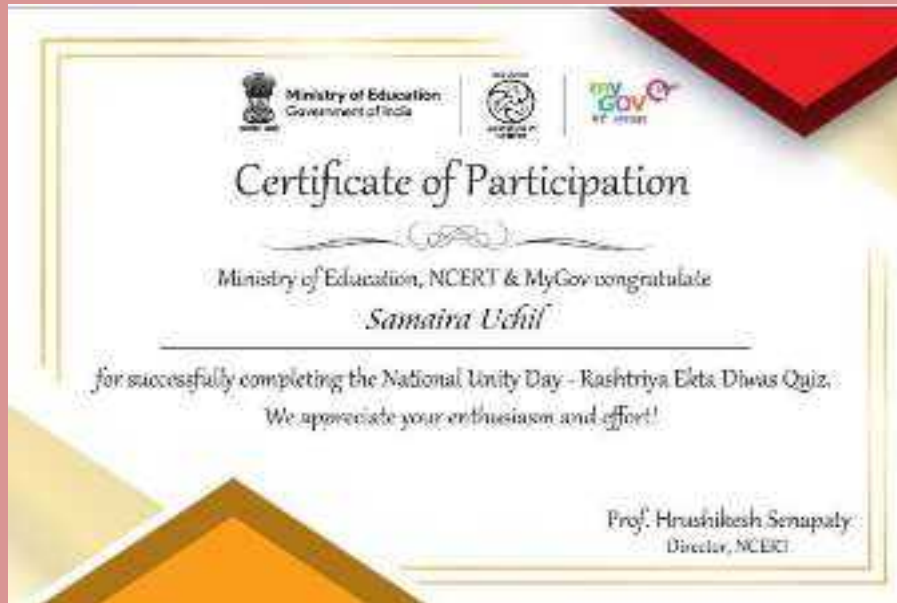 Ministry of Education
Government of India
my
GOV
Certificate of Participation
Ministry of Education, NCERT & MyGov congratulate
Samaira Uchil
for successfully completing the National Unity Day - Rashtriya Ekta Diwas Quiz.
We appreciate your enthusiasm and effort!
Prof. Hrushikesh Senapaty
Director, NCERT